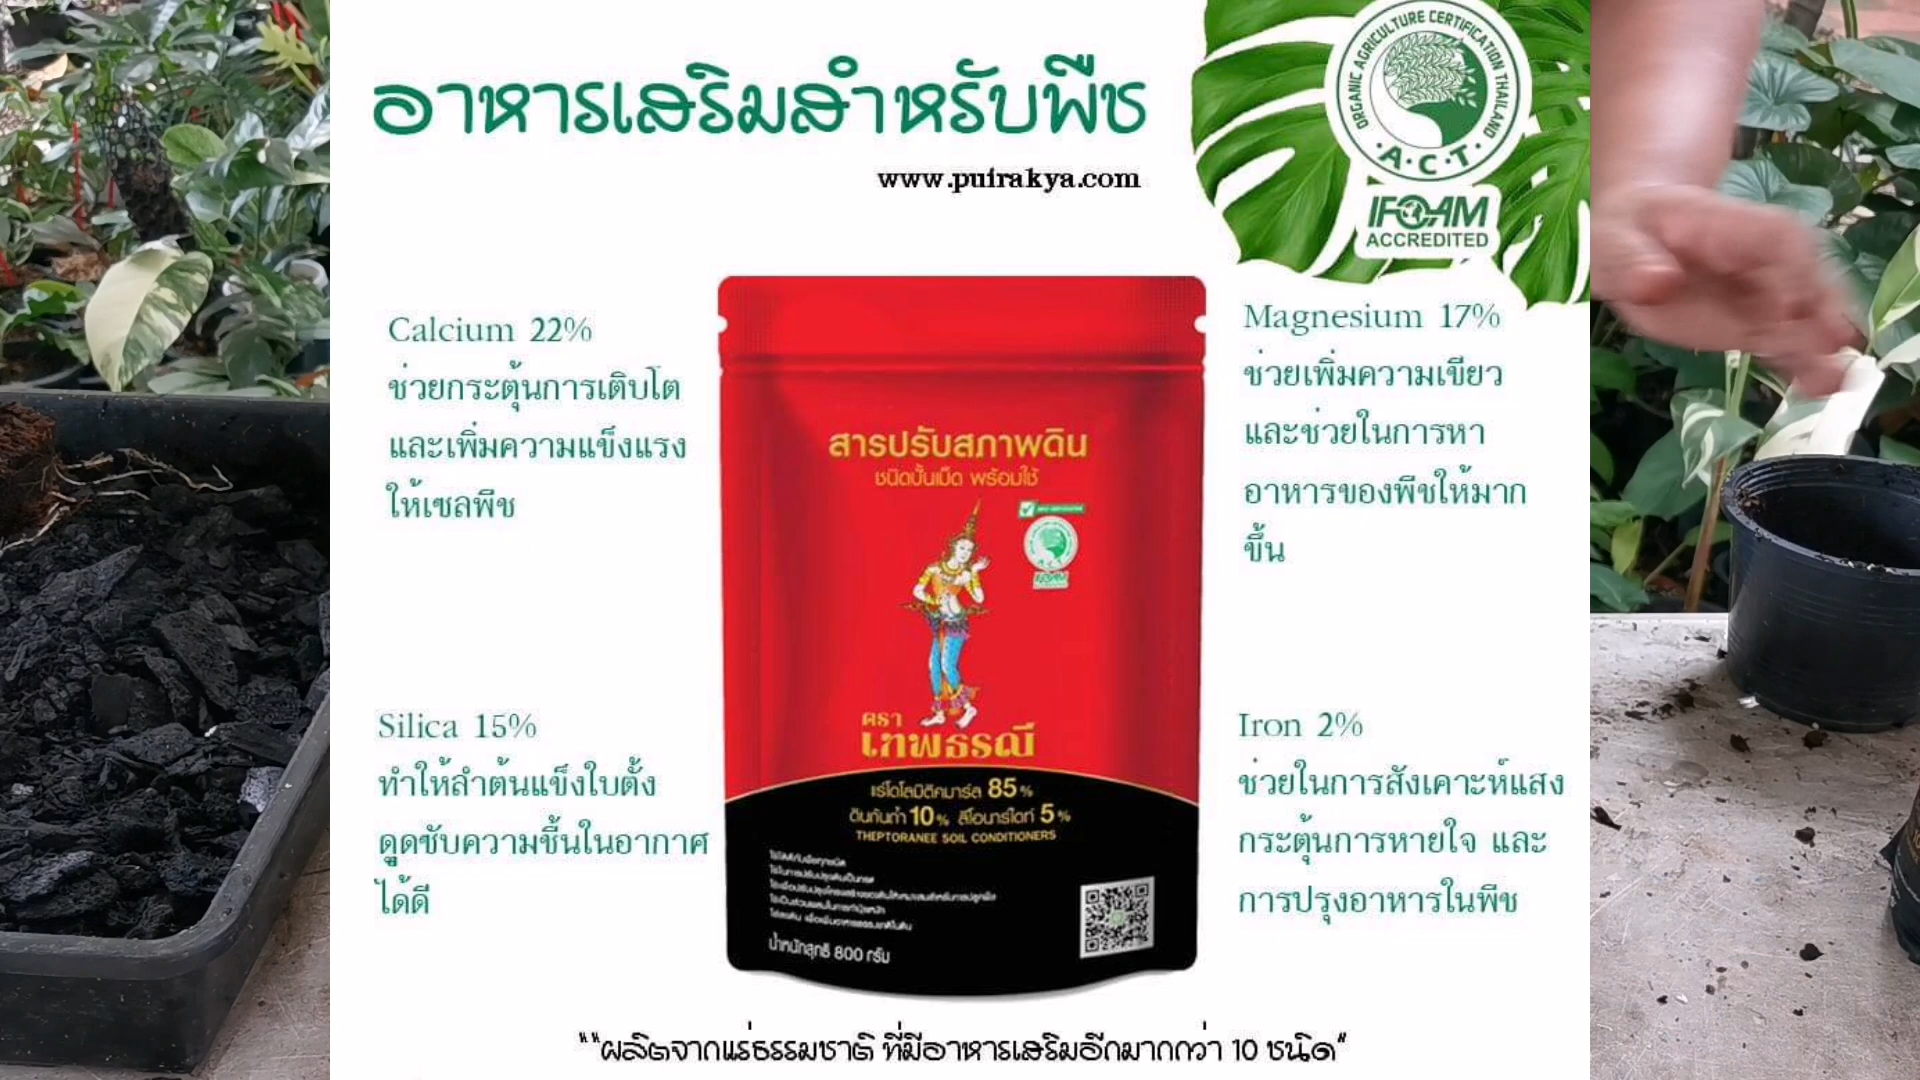 อาหารเสริมสำหรับพืช
www.puirakya.com
ORGANIC AGRICULTURE CERTIFICATION THAILAND
A·C·T
IFOAM
ACCREDITED
Calcium 22%
ช่วยกระตุ้นการเติบโต
และเพิ่มความแข็งแรง
ให้เซลพืช
Magnesium 17%
ช่วยเพิ่มความเขียว
และช่วยในการหา
อาหารของพืชให้มาก
ขึ้น
Silica 15%
ทำให้ลำต้นแข็งใบตั้ง
ดูดซับความชื้นในอากาศ
ได้ดี
Iron 2%
ช่วยในการสังเคาะห์แสง
กระตุ้นการหายใจ และ
การปรุงอาหารในพืช
สารปรับสภาพดิน
ชนิดปั้นเม็ด พร้อมใช้
A.C.T.
IFOAM
ตรา
เทพธรณี
แร่โดโลมิติคมาร์ล 85%
ดินก้นถ้ำ 10% ลีโอนาร์ไดท์ 5%
THEPTORANEE SOIL CONDITIONERS
น้ำหนักสุทธิ 800 กรัม
""ผลิตจากแร่ธรรมชาติ ที่มีอาหารเสริมอีกมากกว่า 10 ชนิด"